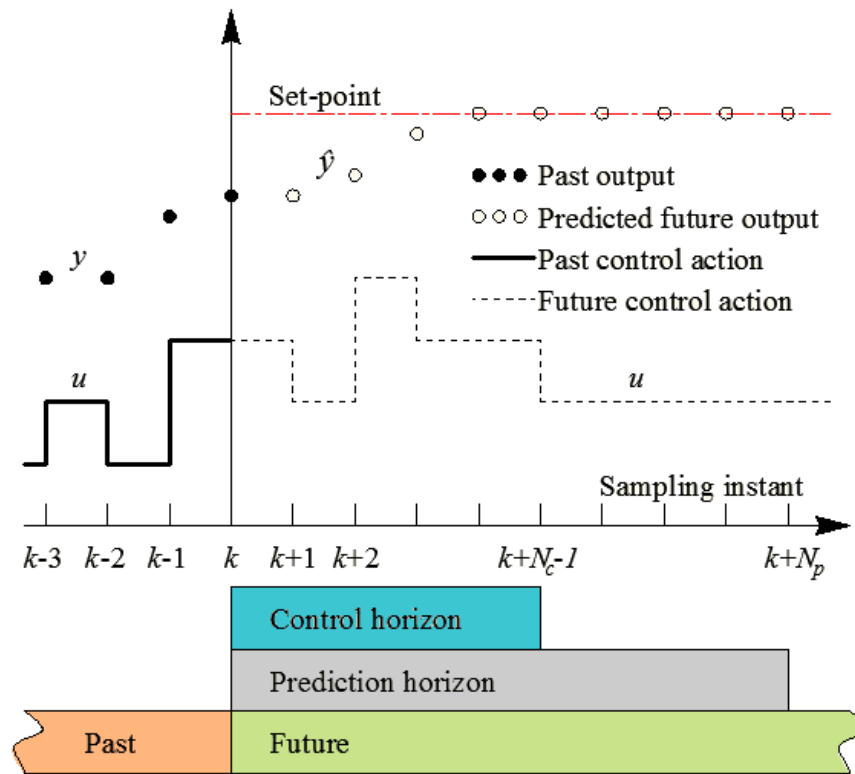 Set-point
ŷ
Past output
y
Predicted future output
Past control action
Future control action
u
u
Sampling instant
k-3 k-2 k-1 k k+1 k+2 k+Nc-1 k+Np
Control horizon
Prediction horizon
Past
Future